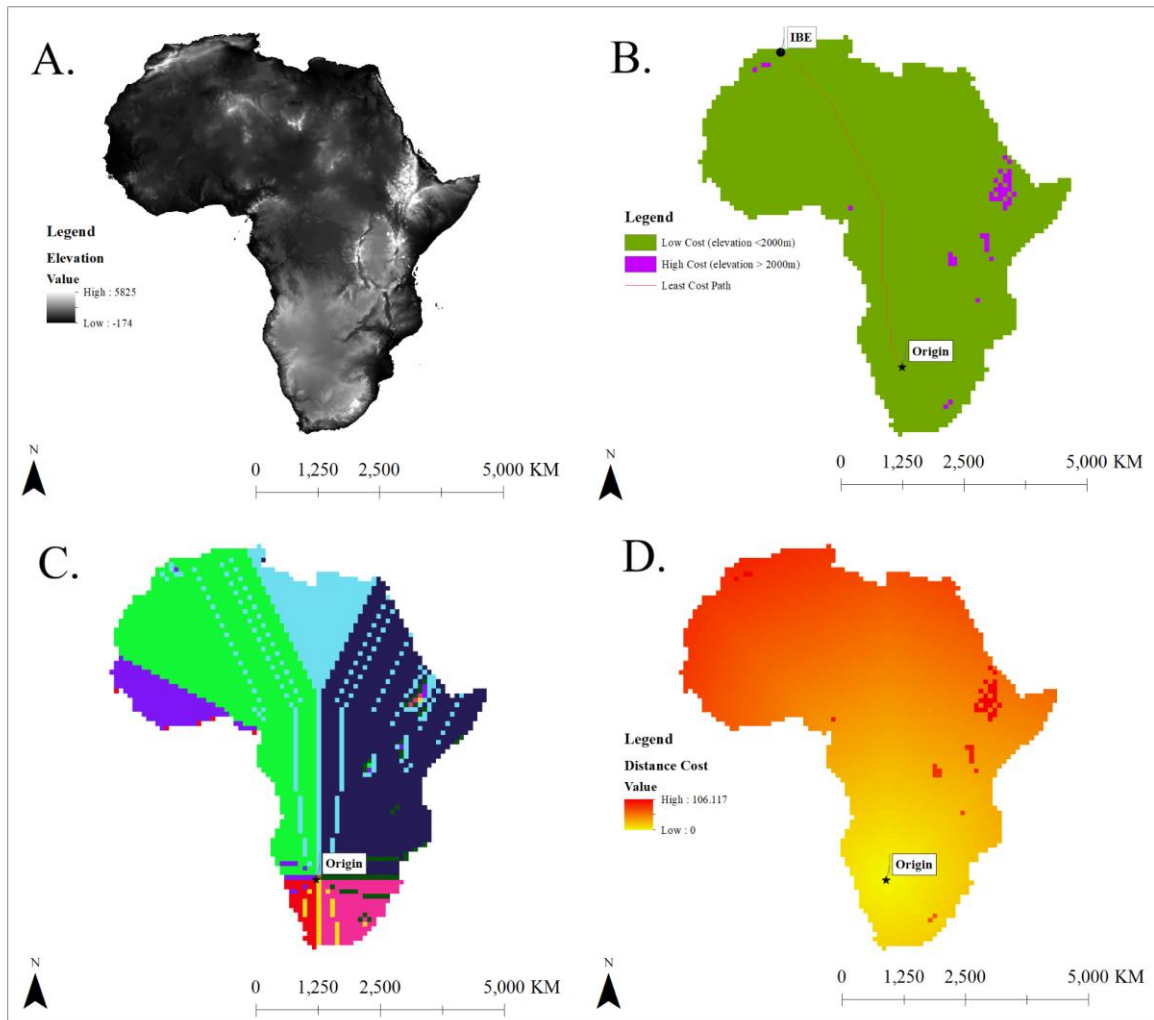 A.
Legend
Elevation
Value
High : 5825
Low : -174
N
0 1,250 2,500 5,000 KM
B.
IBE
Legend
Low Cost (elevation <2000m)
High Cost (elevation > 2000m)
Least Cost Path
Origin
N
0 1,250 2,500 5,000 KM
C.
Origin
N
0 1,250 2,500 5,000 KM
D.
Legend
Distance Cost
Value
High : 106.117
Low : 0
Origin
N
0 1,250 2,500 5,000 KM